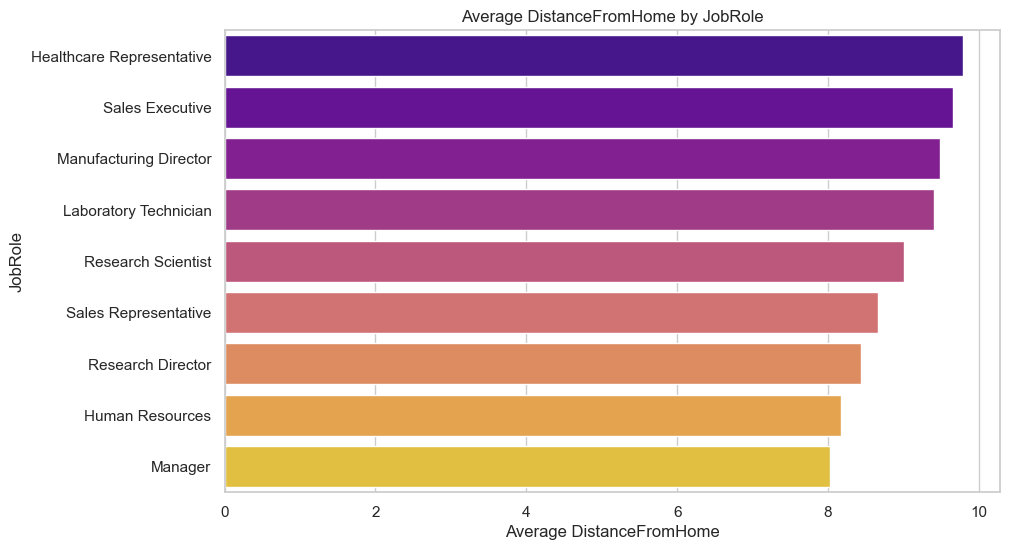 Average DistanceFromHome by JobRole
JobRole
Healthcare Representative
Sales Executive
Manufacturing Director
Laboratory Technician
Research Scientist
Sales Representative
Research Director
Human Resources
Manager
0 2 4 6 8 10
Average DistanceFromHome